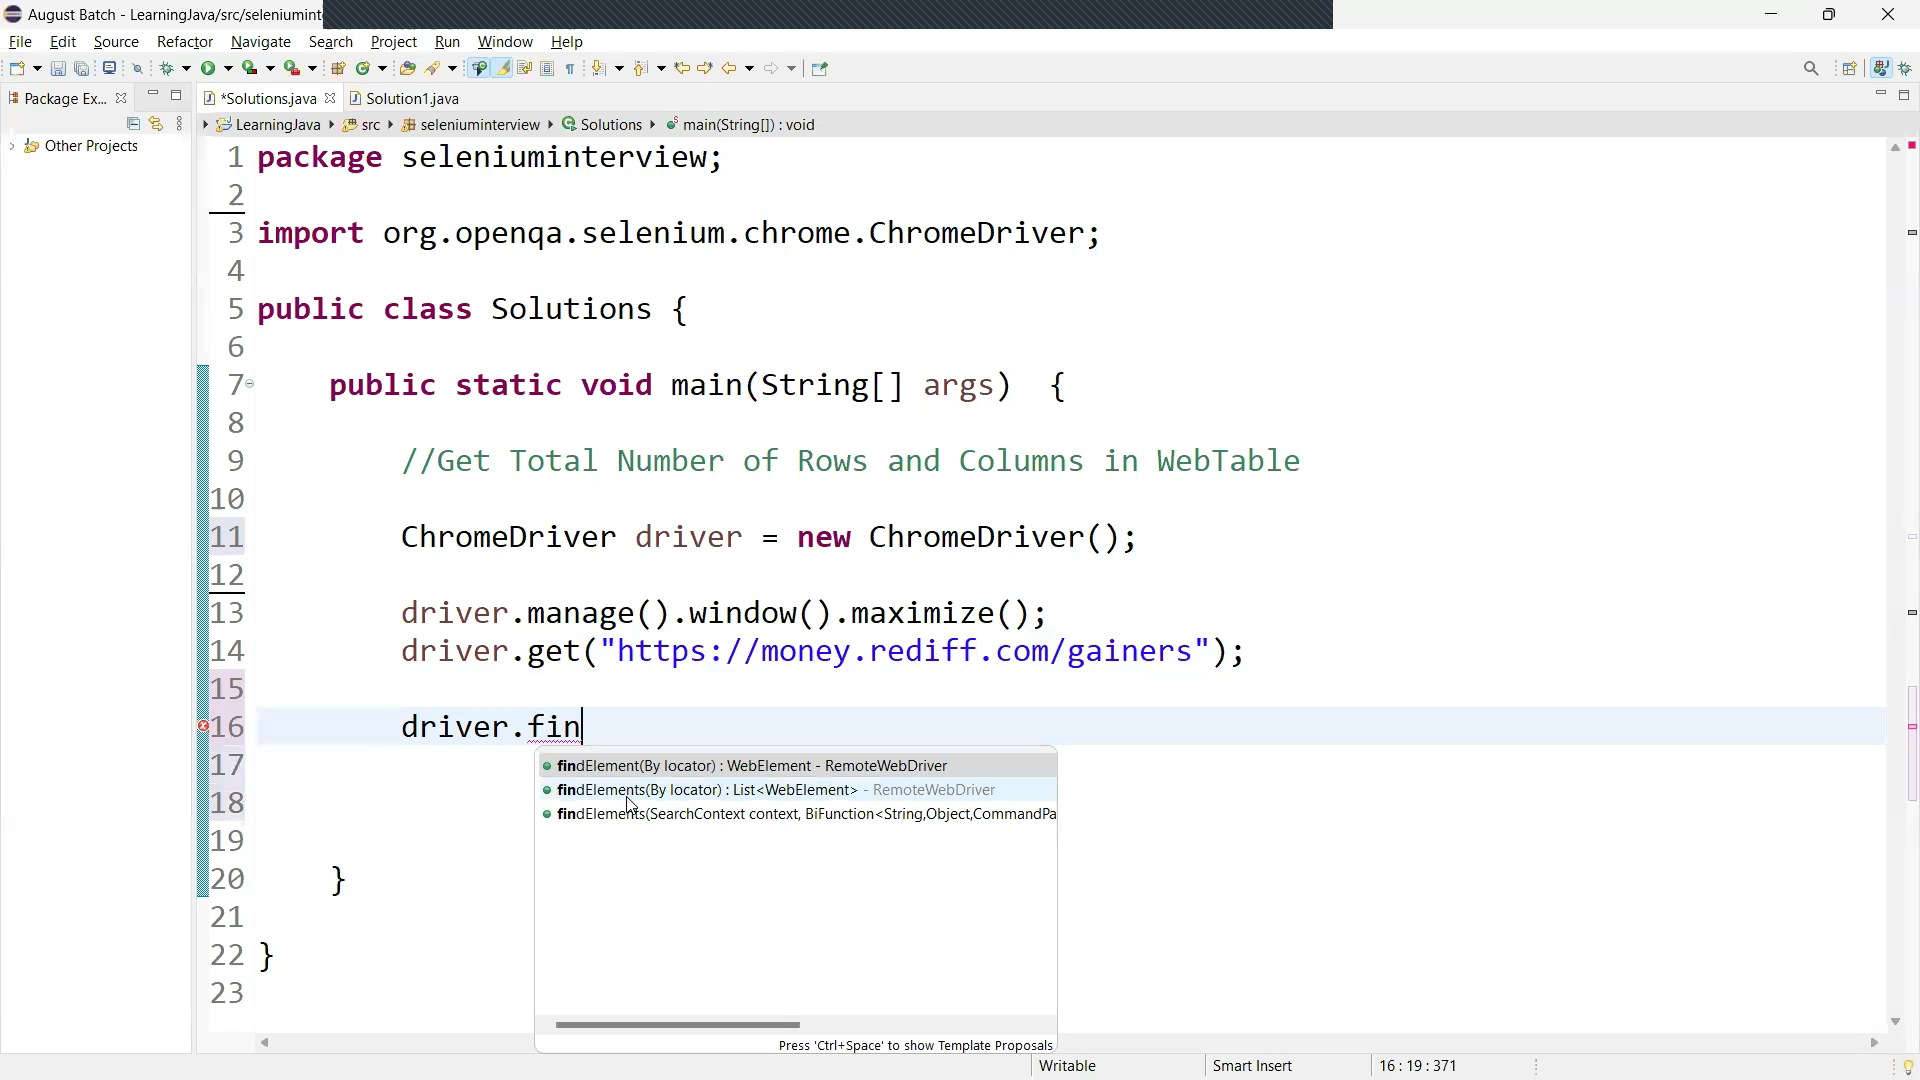 August Batch - LearningJava/src/seleniuminte
File Edit Source Refactor Navigate Search Project Run Window Help
Package Ex... *Solutions.java Solution1.java
LearningJava src seleniuminterview Solutions main(String[]) : void
Other Projects
1 package seleniuminterview;
2
3 import org.openqa.selenium.chrome.ChromeDriver;
4
5 public class Solutions {
6
7 public static void main(String[] args) {
8
9 //Get Total Number of Rows and Columns in WebTable
10
11 ChromeDriver driver = new ChromeDriver();
12
13 driver.manage().window().maximize();
14 driver.get("https://money.rediff.com/gainers");
15
16 driver.fin
17 findElement(By locator) : WebElement - RemoteWebDriver
findElements(By locator) : List<WebElement> - RemoteWebDriver
18 findElements(SearchContext context, BiFunction<String,Object,CommandPa
19
20 }
21
22 }
23
Press 'Ctrl+Space' to show Template Proposals
Writable Smart Insert 16 : 19 : 371